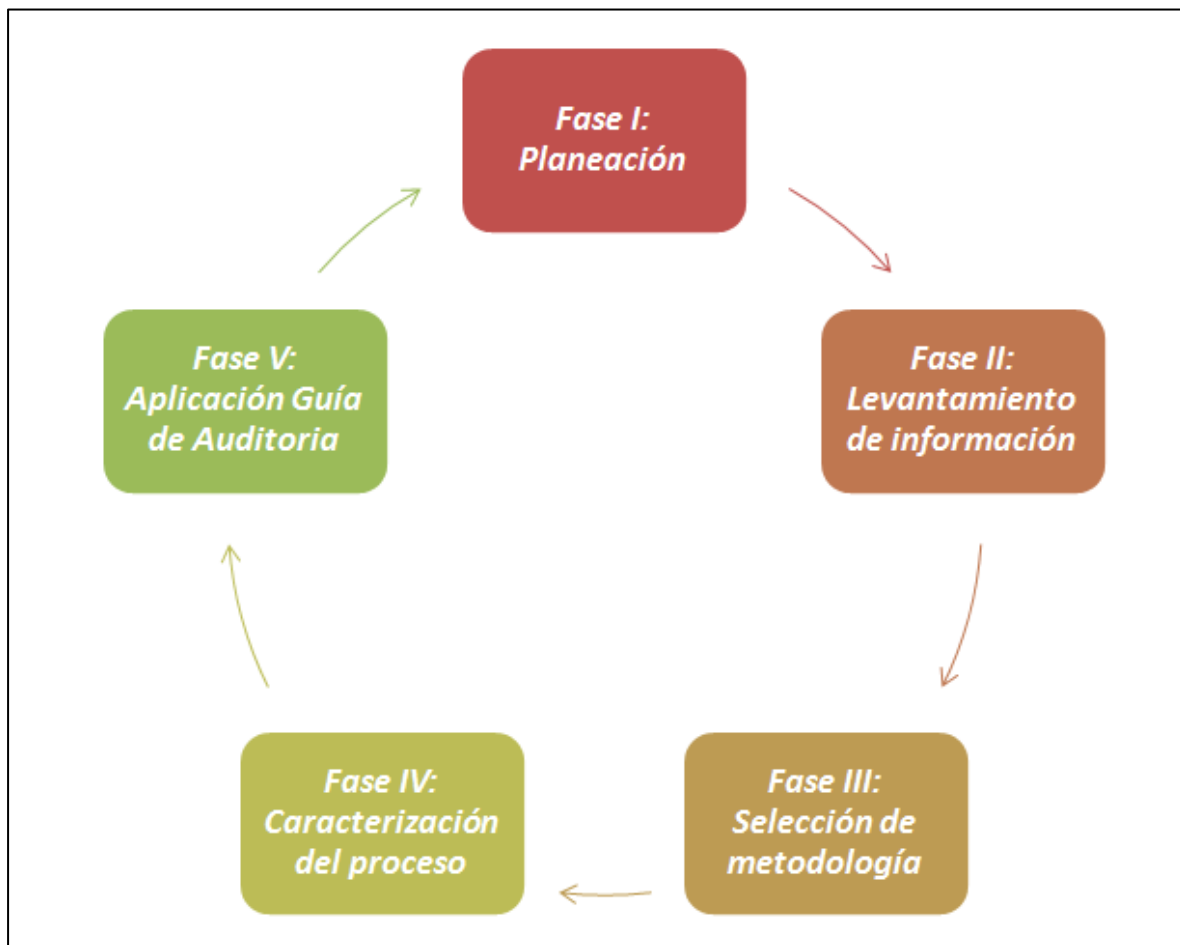 Fase I:
Planeación
Fase II:
Levantamiento
de información
Fase III:
Selección de
metodología
Fase IV:
Caracterización
del proceso
Fase V:
Aplicación Guía
de Auditoria